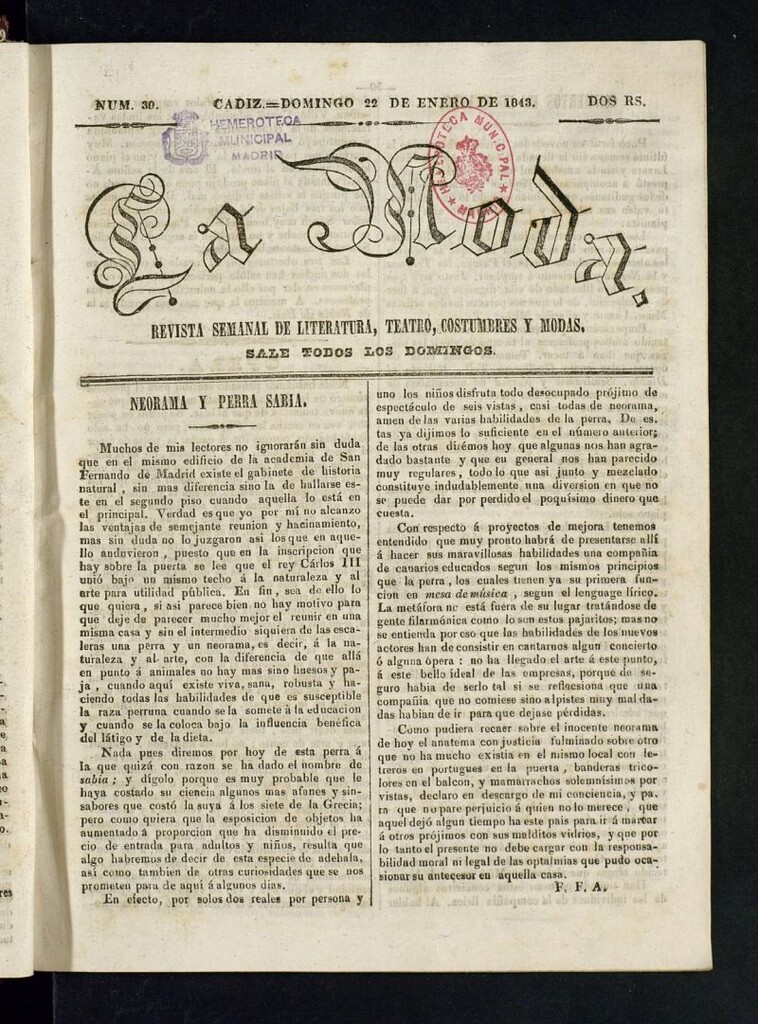 NUM. 39. CADIZ.=DOMINGO 22 DE ENERO DE 1843. DOS RS.
HEMEROTECA
MUNICIPAL
MADRID
HEMEROTECA MUNICIPAL
★ MADRID ★
La Moda.
REVISTA SEMANAL DE LITERATURA, TEATRO, COSTUMBRES Y MODAS.
SALE TODOS LOS DOMINGOS.
NEORAMA Y PERRA SABIA.
Muchos de mis lectores no ignorarán sin duda
que en el mismo edificio de la academia de San
Fernando de Madrid existe el gabinete de historia
natural, sin mas diferencia sino la de hallarse es-
te en el segundo piso cuando aquella lo está en
el principal. Verdad es que yo por mí no alcanzo
las ventajas de semejante reunion y hacinamiento,
mas sin duda no lo juzgaron asi los que en aque-
llo anduvieron, puesto que en la inscripcion que
hay sobre la puerta se lee que el rey Cárlos III
unió bajo un mismo techo á la naturaleza y al
arte para utilidad pública. En fin, sea de ello lo
que quiera, si asi parece bien no hay motivo para
que deje de parecer mucho mejor el reunir en una
misma casa y sin el intermedio siquiera de las esca-
leras una perra y un neorama, es decir, á la na-
turaleza y al arte, con la diferencia de que allá
en punto á animales no hay mas sino huesos y pa-
ja, cuando aquí existe viva, sana, robusta y ha-
ciendo todas las habilidades de que es susceptible
la raza perruna cuando se la somete á la educacion
y cuando se la coloca bajo la influencia benéfica
del látigo y de la dieta.
Nada pues diremos por hoy de esta perra á
la que quizá con razon se ha dado el nombre de
sabia; y dígolo porque es muy probable que le
haya costado su ciencia algunos mas afanes y sin-
sabores que costó la suya á los siete de la Grecia;
pero como quiera que la esposicion de objetos ha
aumentado á proporcion que ha disminuido el pre-
cio de entrada para adultos y niños, resulta que
algo habremos de decir de esta especie de adehala,
asi como tambien de otras curiosidades que se nos
prometen para de aquí á algunos dias.
En efecto, por solos dos reales por persona y
uno los niños disfruta todo desocupado prójimo de
espectáculo de seis vistas, casi todas de neorama,
amen de las varias habilidades de la perra. De es-
tas ya dijimos lo suficiente en el número anterior;
de las otras dirémos hoy que algunas nos han agra-
dado bastante y que en general nos han parecido
muy regulares, todo lo que asi junto y mezclado
constituye indudablemente una diversion en que no
se puede dar por perdido el poquísimo dinero que
cuesta.
Con respecto á proyectos de mejora tenemos
entendido que muy pronto habrá de presentarse allí
á hacer sus maravillosas habilidades una compañia
de canarios educados segun los mismos principios
que la perra, los cuales tienen ya su primera fun-
cion en mesa de música, segun el lenguage lírico.
La metáfora no está fuera de su lugar tratándose de
gente filarmónica como lo son estos pajaritos; mas no
se entienda por eso que las habilidades de los nuevos
actores han de consistir en cantarnos algun concierto
ó alguna ópera: no ha llegado el arte á este punto,
á este bello ideal de las empresas, porque de se-
guro habia de serlo tal si se reflecsiona que una
compañia que no comiese sino alpistes muy mal da-
das habian de ir para que dejase pérdidas.
Como pudiera recaer sobre el inocente neorama
de hoy el anatema con justicia fulminado sobre otro
que no ha mucho existia en el mismo local con le-
treros en portugues en la puerta, banderas trico-
lores en el balcon, y mamarrachos solemnísimos por
vistas, declaro en descargo de mi conciencia, y pa-
ra que no pare perjuicio á quien no lo merece, que
aquel dejó algun tiempo ha este pais para ir á marear
á otros prójimos con sus malditos vidrios, y que por
lo tanto el presente no debe cargar con la responsa-
bilidad moral ni legal de las optalmias que pudo oca-
sionar su antecesor en aquella casa.
F. F. A.